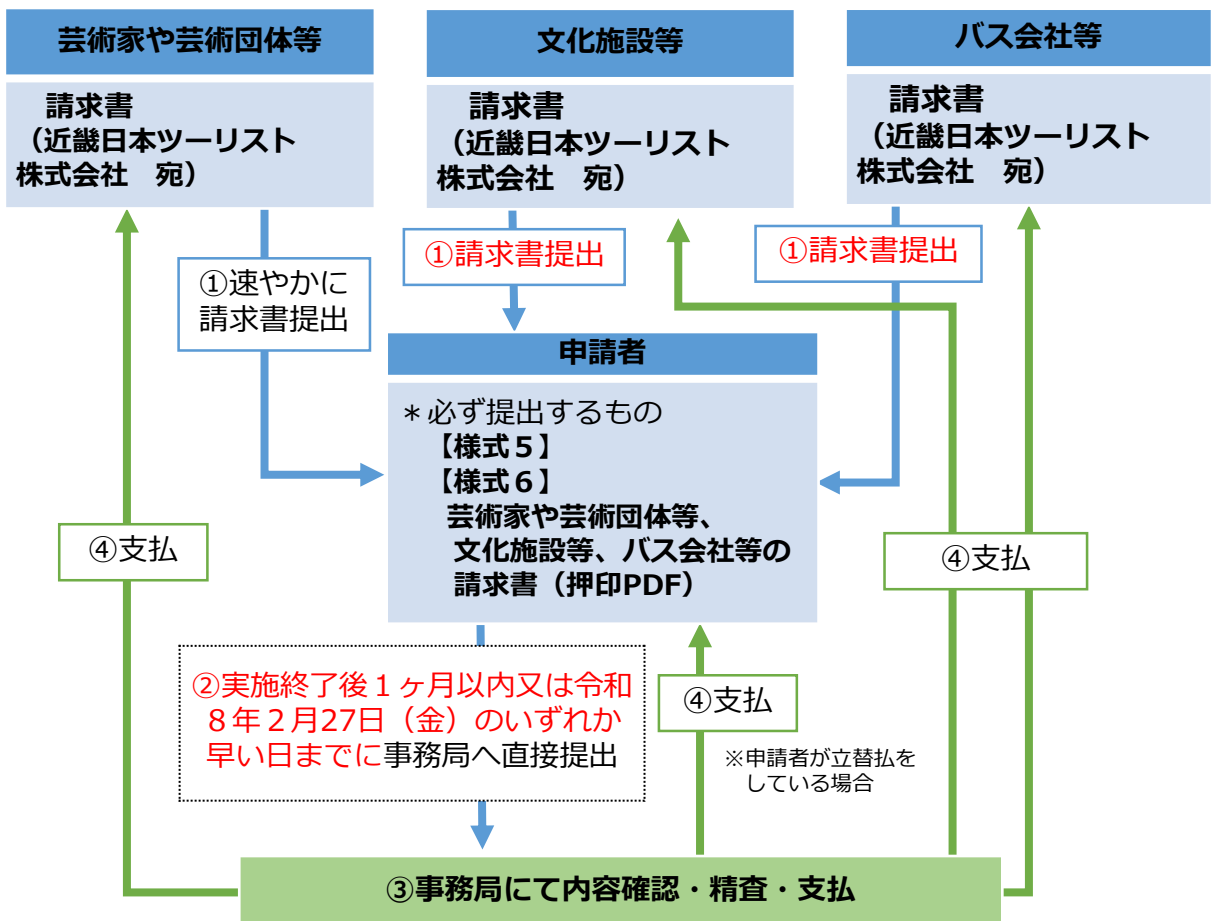 芸術家や芸術団体等
請求書
（近畿日本ツーリスト
株式会社　宛）
文化施設等
請求書
（近畿日本ツーリスト
株式会社　宛）
バス会社等
請求書
（近畿日本ツーリスト
株式会社　宛）
①速やかに
請求書提出
①請求書提出
①請求書提出
申請者
＊必ず提出するもの
【様式５】
【様式６】
芸術家や芸術団体等、
文化施設等、バス会社等の
請求書（押印PDF）
④支払
④支払
②実施終了後１ヶ月以内又は令和
８年２月27日（金）のいずれか
早い日までに事務局へ直接提出
④支払
※申請者が立替払を
している場合
③事務局にて内容確認・精査・支払